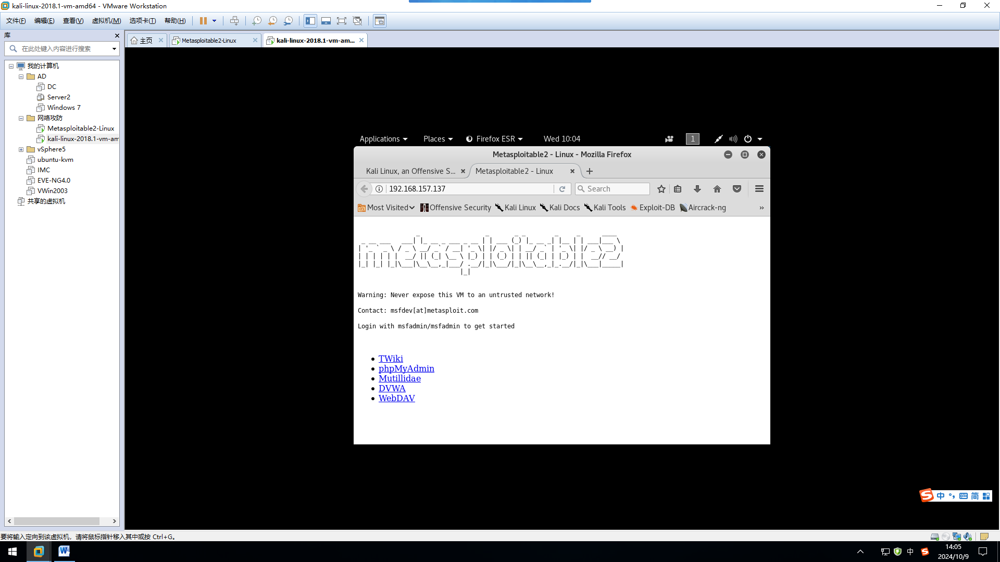 kali-linux-2018.1-vm-amd64 - VMware Workstation
文件(F) 编辑(E) 查看(V) 虚拟机(M) 选项卡(T) 帮助(H)
库
在此处键入内容进行搜索
主页 Metasploitable2-Linux kali-linux-2018.1-vm-am...
我的计算机
AD
DC
Server2
Windows 7
网络攻防
Metasploitable2-Linux
kali-linux-2018.1-vm-am
vSphere5
ubuntu-kvm
IMC
EVE-NG4.0
VWin2003
共享的虚拟机
Applications Places Firefox ESR Wed 10:04 1
Metasploitable2 - Linux - Mozilla Firefox
Kali Linux, an Offensive S... Metasploitable2 - Linux
192.168.157.137 Search
Most Visited Offensive Security Kali Linux Kali Docs Kali Tools Exploit-DB Aircrack-ng »
metasploitable2
Warning: Never expose this VM to an untrusted network!
Contact: msfdev[at]metasploit.com
Login with msfadmin/msfadmin to get started
TWiki
phpMyAdmin
Mutillidae
DVWA
WebDAV
中 简
要将输入定向到该虚拟机，请将鼠标指针移入其中或按 Ctrl+G。
中
14:05
2024/10/9